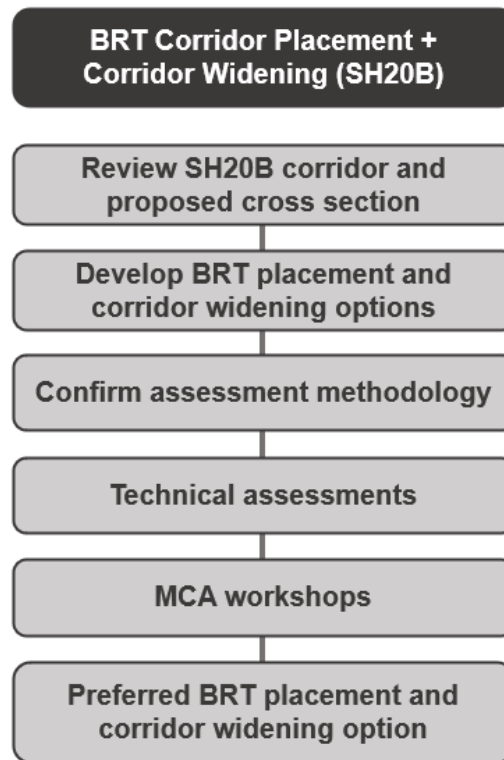 BRT Corridor Placement +
Corridor Widening (SH20B)
Review SH20B corridor and
proposed cross section
Develop BRT placement and
corridor widening options
Confirm assessment methodology
Technical assessments
MCA workshops
Preferred BRT placement and
corridor widening option